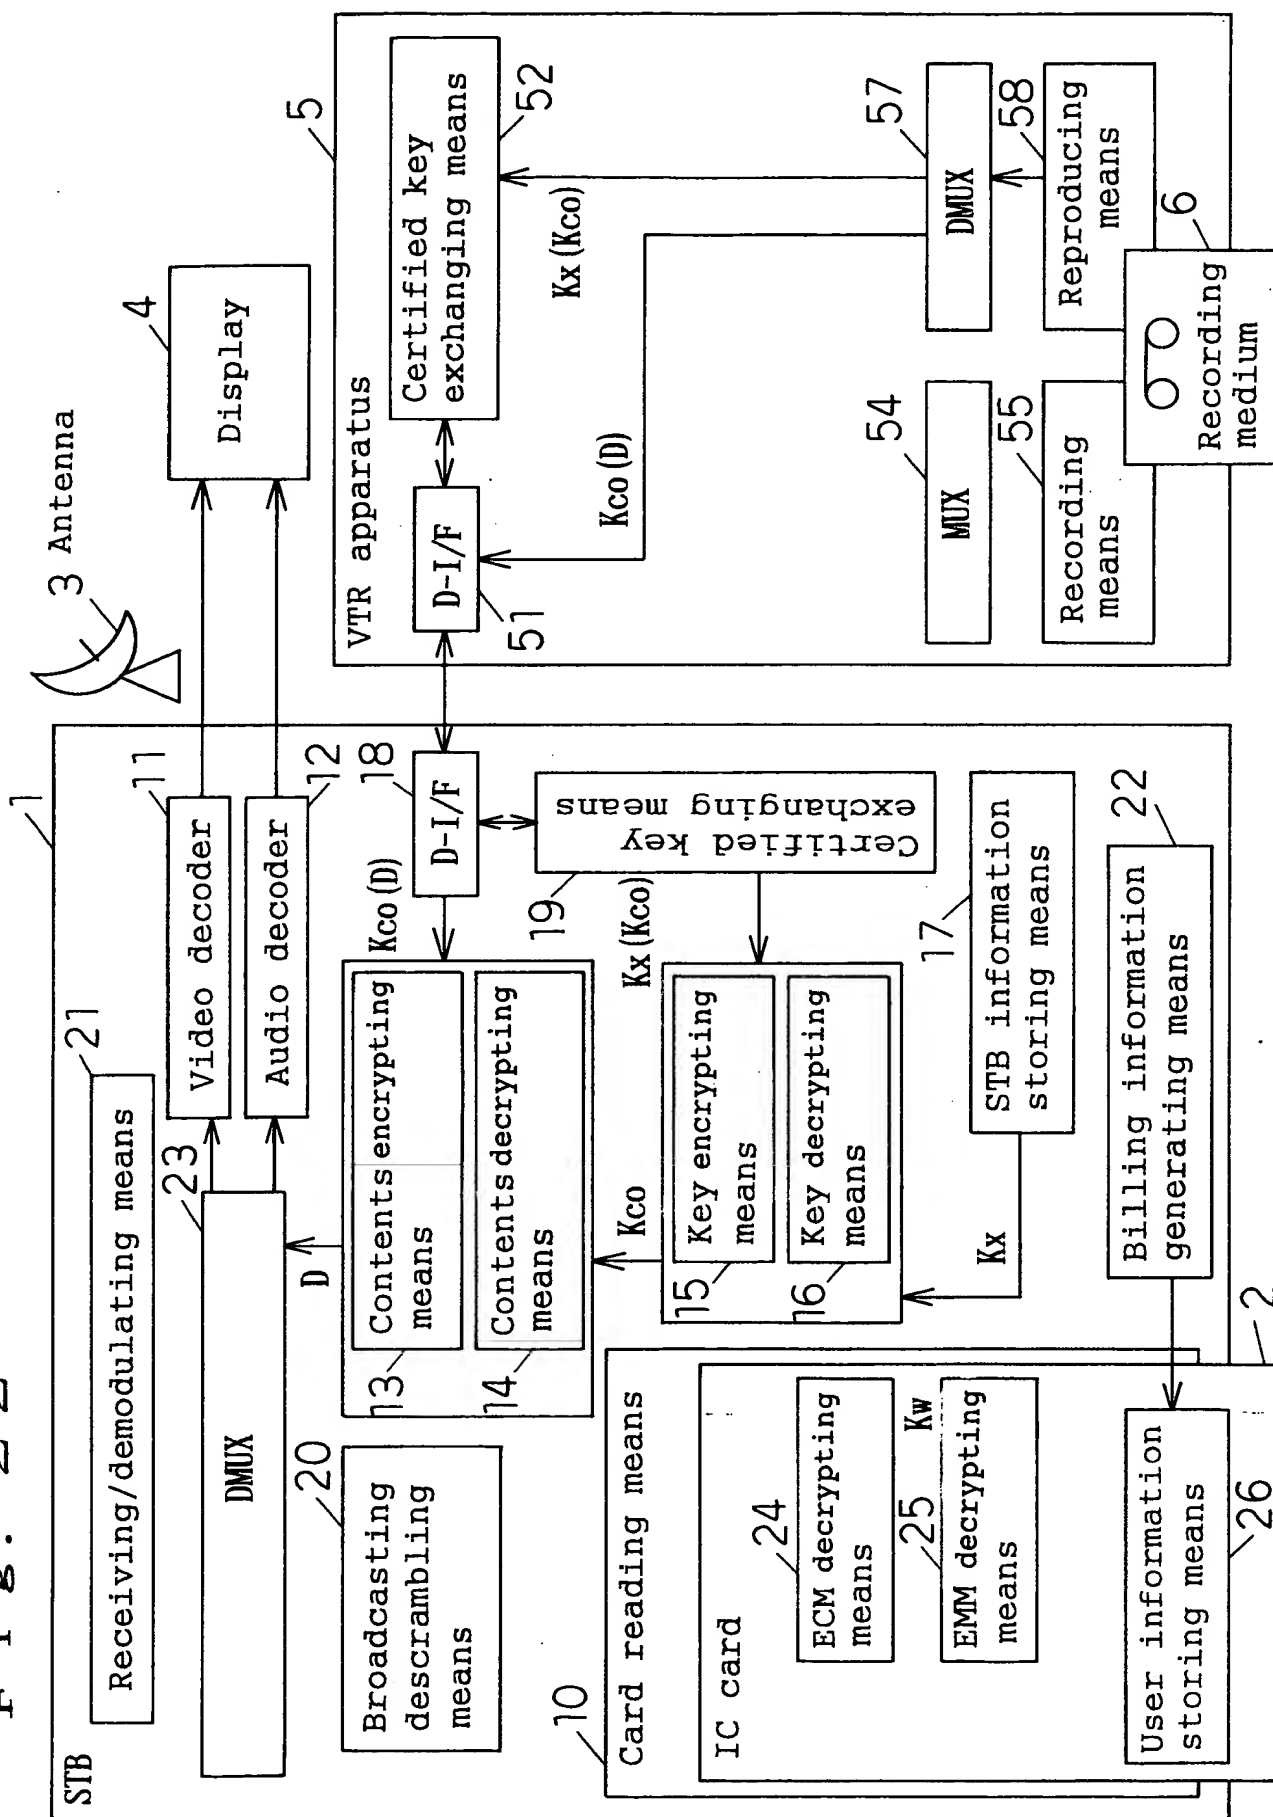 Fig. 22
1
STB
Receiving/demodulating means
21
23
DMUX
Video decoder
11
Audio decoder
12
3 Antenna
4
Display
20
Broadcasting
descrambling
means
D
13
Contents encrypting
means
14
Contents decrypting
means
Kco(D)
18
D-I/F
19
Certified key
exchanging means
Kco
Kx(Kco)
15
Key encrypting
means
16
Key decrypting
means
Kx
17
STB information
storing means
22
Billing information
generating means
10
Card reading means
2
IC card
24
ECM decrypting
means
25
Kw
EMM decrypting
means
User information
storing means
26
5
VTR apparatus
D-I/F
51
Certified key
exchanging means
52
Kx(Kco)
Kco(D)
54
MUX
55
Recording
means
57
DMUX
58
Reproducing
means
6
Recording
medium